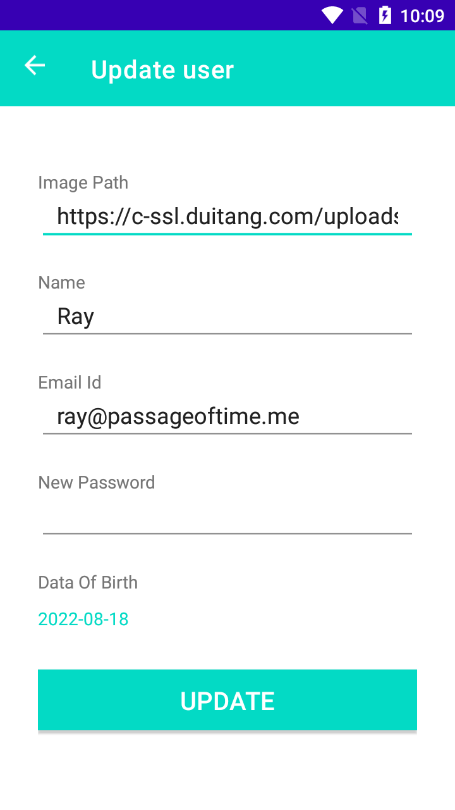 10:09
Update user
Image Path
https://c-ssl.duitang.com/uploads
Name
Ray
Email Id
ray@passageoftime.me
New Password
Data Of Birth
2022-08-18
UPDATE